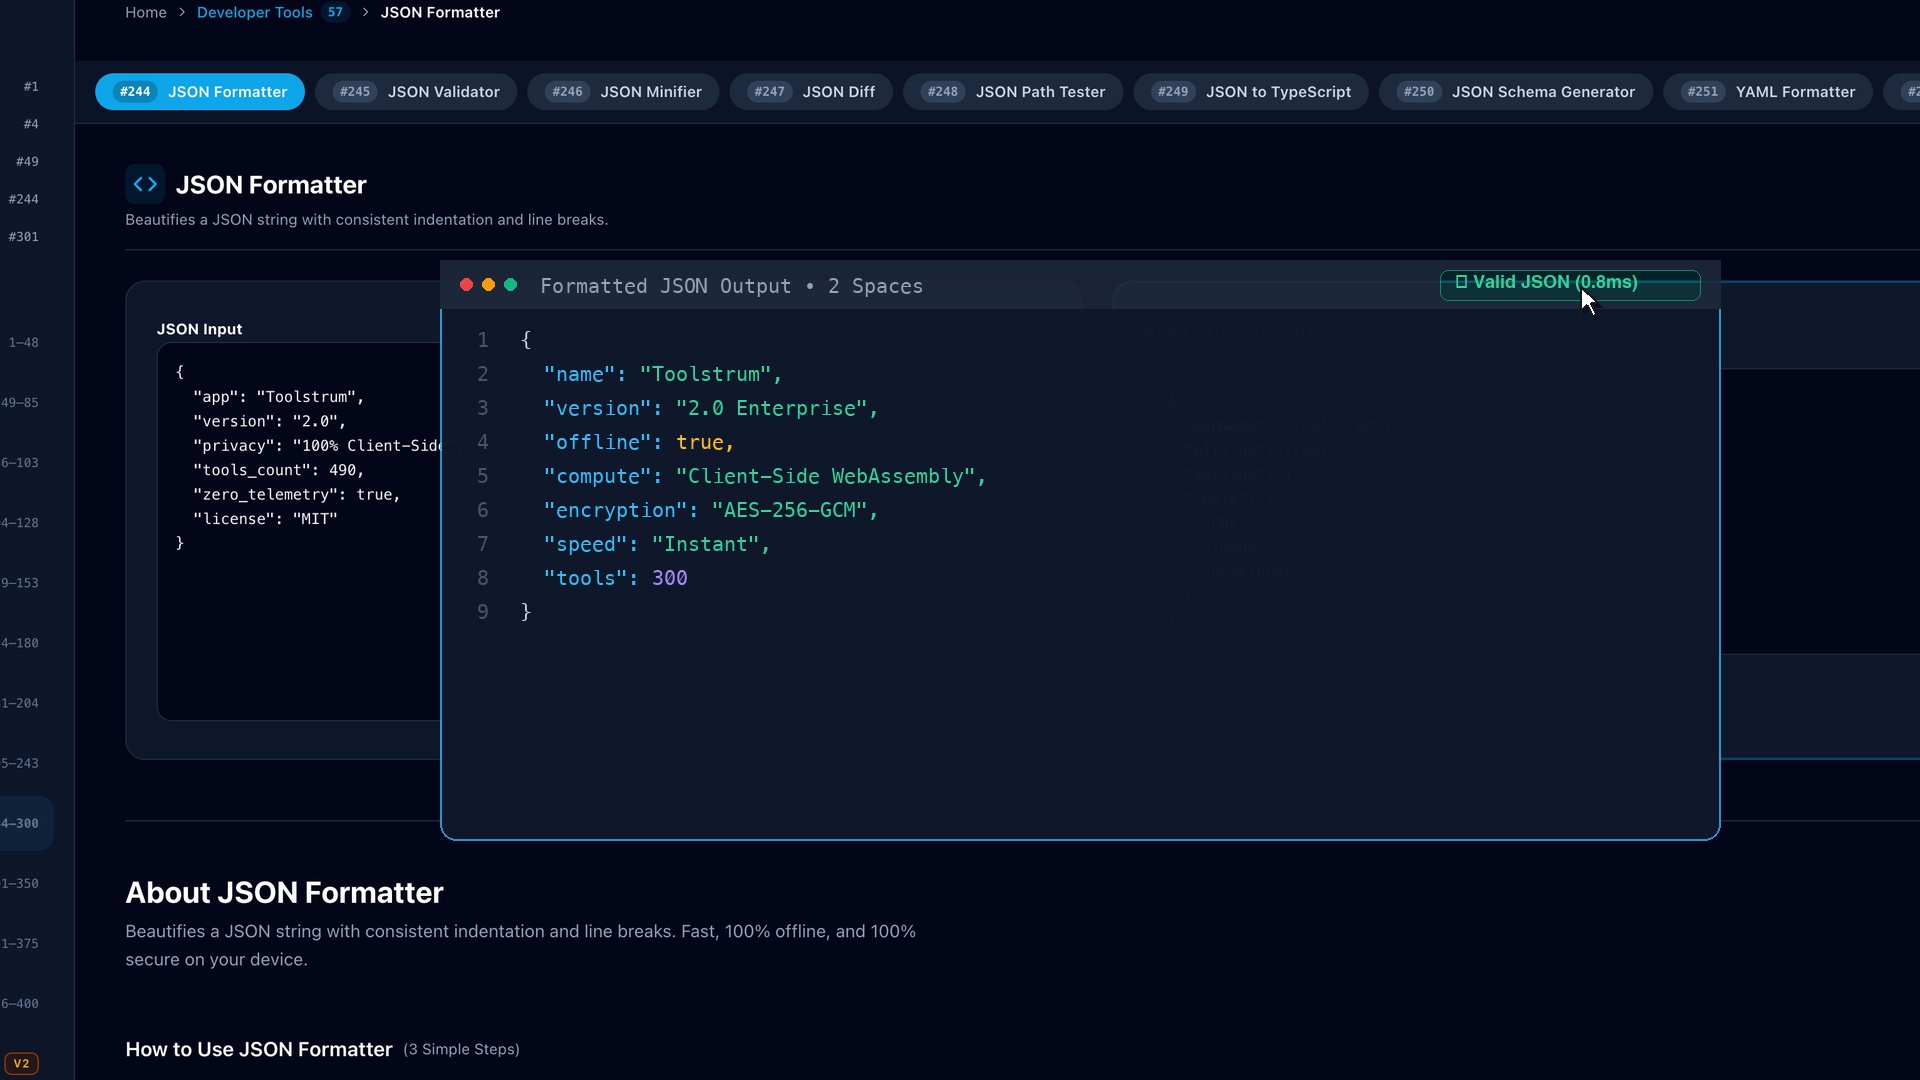 Home > Developer Tools 57 > JSON Formatter
#1
#4
#49
#244
#301
1–48
49–85
6–103
4–128
9–153
4–180
1–204
5–243
4–300
1–350
1–375
6–400
V2
#244 JSON Formatter
#245 JSON Validator
#246 JSON Minifier
#247 JSON Diff
#248 JSON Path Tester
#249 JSON to TypeScript
#250 JSON Schema Generator
#251 YAML Formatter
<> JSON Formatter
Beautifies a JSON string with consistent indentation and line breaks.
JSON Input
{
"app": "Toolstrum",
"version": "2.0",
"privacy": "100% Client-Side
"tools_count": 490,
"zero_telemetry": true,
"license": "MIT"
}
Formatted JSON Output • 2 Spaces
Valid JSON (0.8ms)
1 {
2 "name": "Toolstrum",
3 "version": "2.0 Enterprise",
4 "offline": true,
5 "compute": "Client-Side WebAssembly",
6 "encryption": "AES-256-GCM",
7 "speed": "Instant",
8 "tools": 300
9 }
About JSON Formatter
Beautifies a JSON string with consistent indentation and line breaks. Fast, 100% offline, and 100%
secure on your device.
How to Use JSON Formatter (3 Simple Steps)